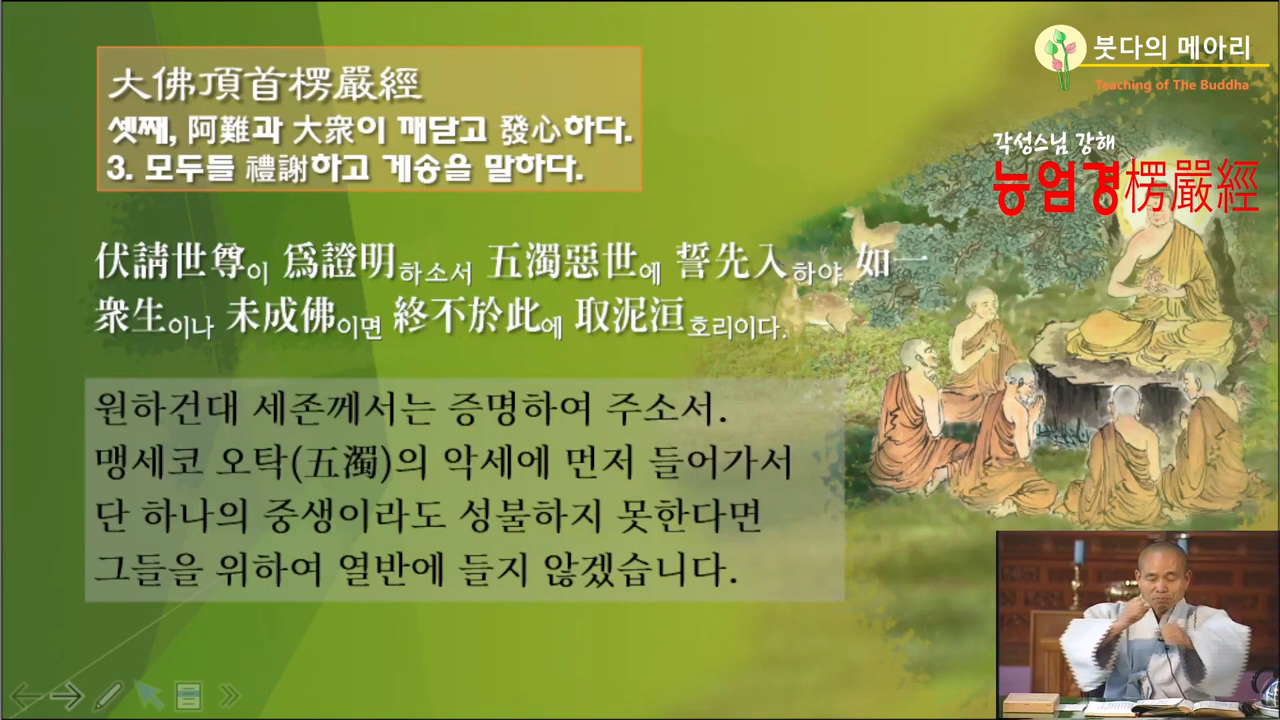 大佛頂首楞嚴經
셋째, 阿難과 大衆이 깨닫고 發心하다.
3. 모두들 禮謝하고 게송을 말하다.
붓다의 메아리
Teaching of The Buddha
각성스님 강해
능엄경楞嚴經
伏請世尊이 爲證明하소서 五濁惡世에 誓先入하야 如一
衆生이나 未成佛이면 終不於此에 取泥洹호리이다.
원하건대 세존께서는 증명하여 주소서.
맹세코 오탁(五濁)의 악세에 먼저 들어가서
단 하나의 중생이라도 성불하지 못한다면
그들을 위하여 열반에 들지 않겠습니다.